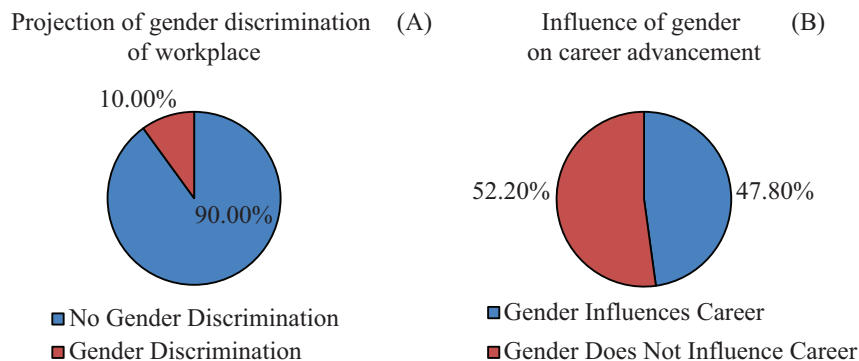 Projection of gender discrimination (A)
of workplace
10.00%
90.00%
No Gender Discrimination
Gender Discrimination
Influence of gender (B)
on career advancement
52.20%
47.80%
Gender Influences Career
Gender Does Not Influence Career